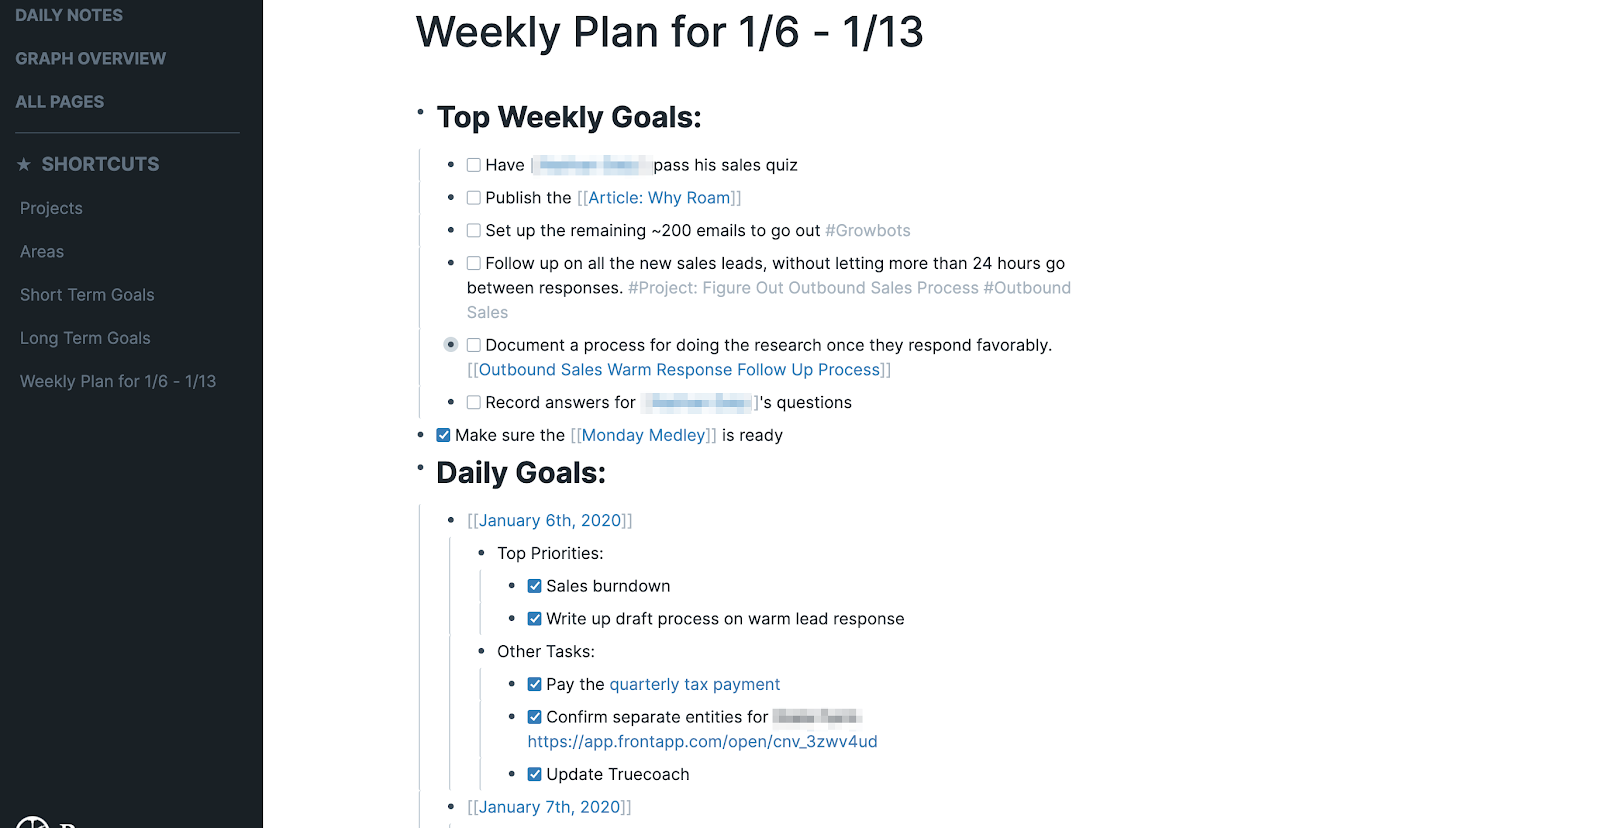 DAILY NOTES
GRAPH OVERVIEW
ALL PAGES
★ SHORTCUTS
Projects
Areas
Short Term Goals
Long Term Goals
Weekly Plan for 1/6 - 1/13
Weekly Plan for 1/6 - 1/13
Top Weekly Goals:
Have [ pass his sales quiz
Publish the [[Article: Why Roam]]
Set up the remaining ~200 emails to go out #Growbots
Follow up on all the new sales leads, without letting more than 24 hours go
between responses. #Project: Figure Out Outbound Sales Process #Outbound
Sales
Document a process for doing the research once they respond favorably.
[[Outbound Sales Warm Response Follow Up Process]]
Record answers for ]'s questions
Make sure the [[Monday Medley]] is ready
Daily Goals:
[[January 6th, 2020]]
Top Priorities:
Sales burndown
Write up draft process on warm lead response
Other Tasks:
Pay the quarterly tax payment
Confirm separate entities for
https://app.frontapp.com/open/cnv_3zwv4ud
Update Truecoach
[[January 7th, 2020]]